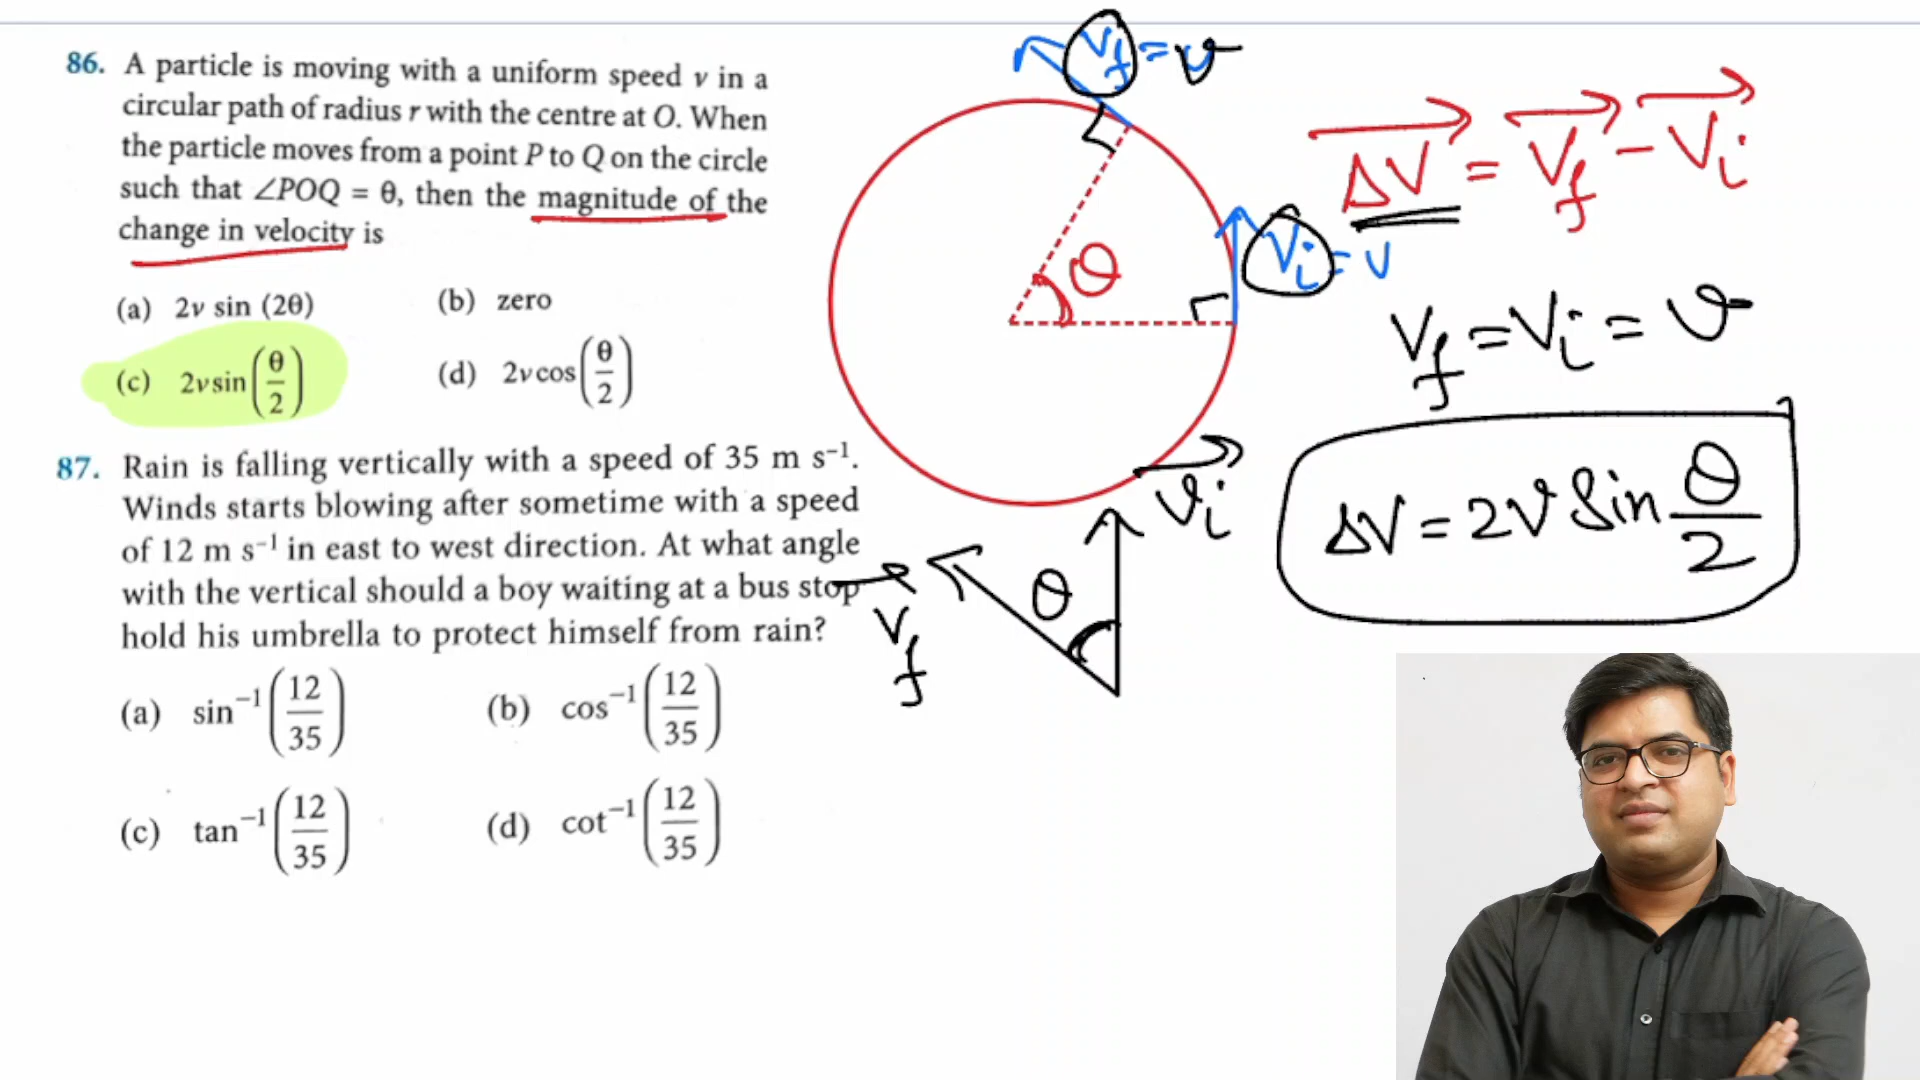 86. A particle is moving with a uniform speed v in a
circular path of radius r with the centre at O. When
the particle moves from a point P to Q on the circle
such that ∠POQ = θ, then the magnitude of the
change in velocity is
(a) 2v sin (2θ) (b) zero
(c) 2v sin(θ/2) (d) 2v cos(θ/2)
87. Rain is falling vertically with a speed of 35 m s⁻¹.
Winds starts blowing after sometime with a speed
of 12 m s⁻¹ in east to west direction. At what angle
with the vertical should a boy waiting at a bus stop
hold his umbrella to protect himself from rain?
(a) sin⁻¹(12/35) (b) cos⁻¹(12/35)
(c) tan⁻¹(12/35) (d) cot⁻¹(12/35)
Vf = v
θ
Vi = v
Vi
θ
Vf
ΔV = Vf − Vi
Vf = Vi = v
ΔV = 2v Sin θ/2